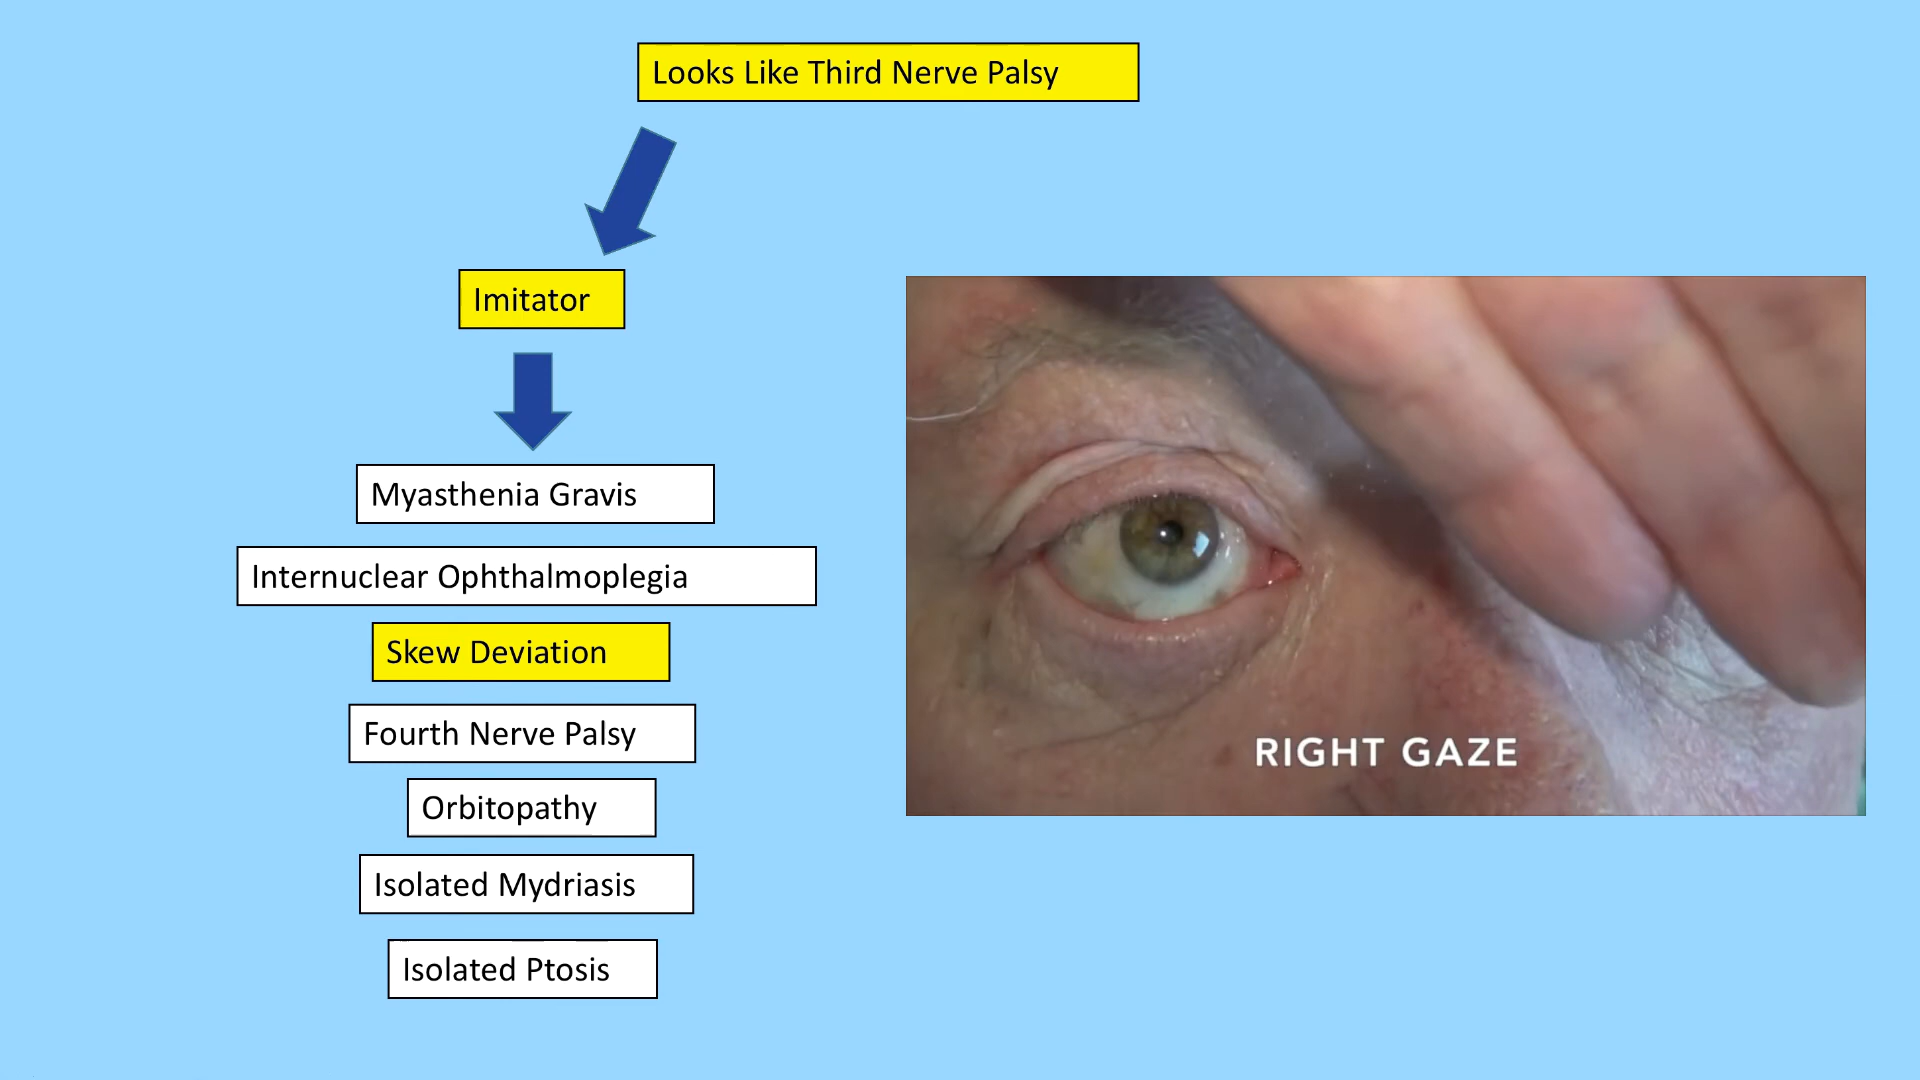 Looks Like Third Nerve Palsy
Imitator
Myasthenia Gravis
Internuclear Ophthalmoplegia
Skew Deviation
Fourth Nerve Palsy
Orbitopathy
Isolated Mydriasis
Isolated Ptosis
RIGHT GAZE